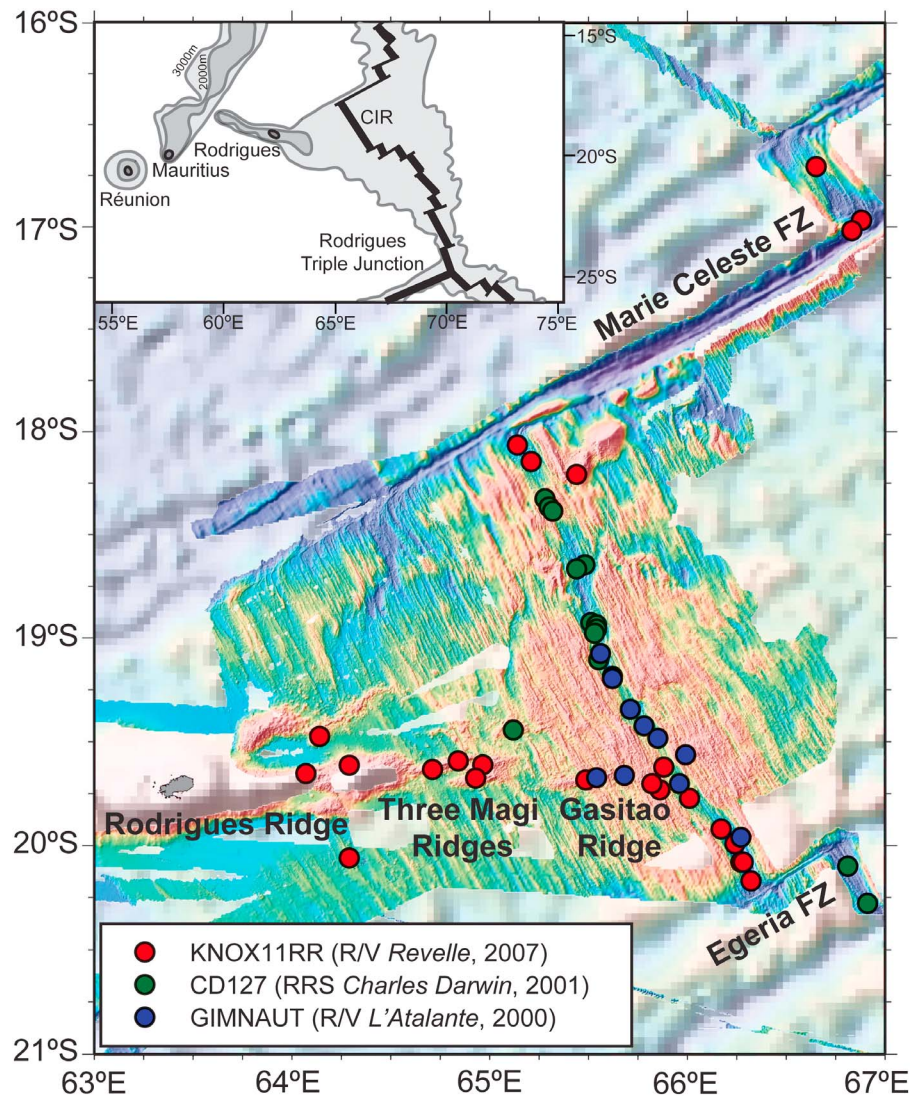 16ºS
17ºS
18ºS
19ºS
20ºS
21ºS
63ºE
64ºE
65ºE
66ºE
67ºE
3000m
2000m
CIR
Rodrigues
Mauritius
Réunion
Rodrigues
Triple Junction
15ºS
20ºS
25ºS
55ºE
60ºE
65ºE
70ºE
75ºE
Marie Celeste FZ
Rodrigues Ridge
Three Magi
Ridges
Gasitao
Ridge
Egeria FZ
KNOX11RR (R/V Revelle, 2007)
CD127 (RRS Charles Darwin, 2001)
GIMNAUT (R/V L'Atalante, 2000)